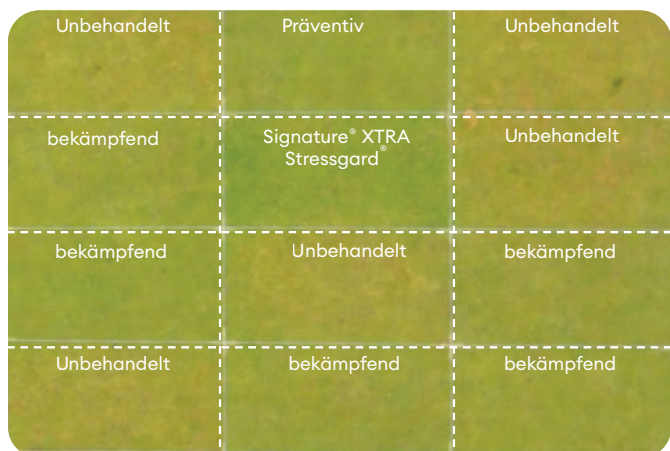 Unbehandelt
Präventiv
Unbehandelt
bekämpfend
Signature® XTRA
Stressgard®
Unbehandelt
bekämpfend
Unbehandelt
bekämpfend
Unbehandelt
bekämpfend
bekämpfend